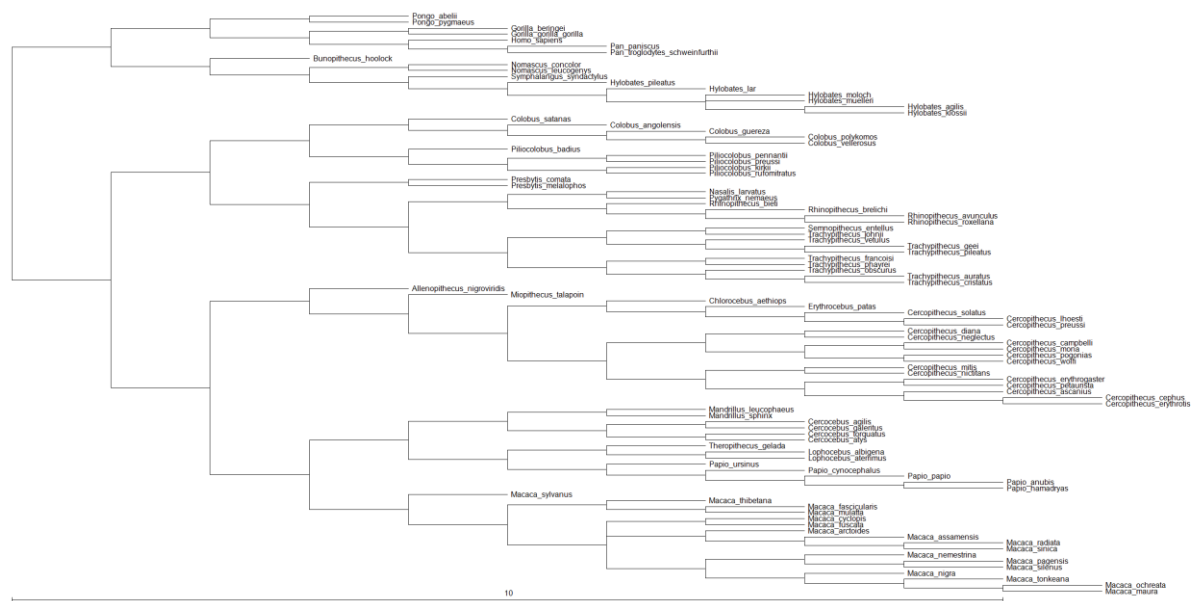 Pongo_abelii
Pongo_pygmaeus
Gorilla_beringei
Gorilla_gorilla_gorilla
Homo_sapiens
Pan_paniscus
Pan_troglodytes_schweinfurthii
Bunopithecus_hoolock
Nomascus_concolor
Nomascus_leucogenys
Symphalangus_syndactylus
Hylobates_pileatus
Hylobates_lar
Hylobates_moloch
Hylobates_muelleri
Hylobates_agilis
Hylobates_klossii
Colobus_satanas
Colobus_angolensis
Colobus_guereza
Colobus_polykomos
Colobus_vellerosus
Piliocolobus_badius
Piliocolobus_pennantii
Piliocolobus_preussi
Piliocolobus_kirkii
Piliocolobus_rufomitratus
Presbytis_comata
Presbytis_melalophos
Nasalis_larvatus
Pygathrix_nemaeus
Rhinopithecus_bieti
Rhinopithecus_brelichi
Rhinopithecus_avunculus
Rhinopithecus_roxellana
Semnopithecus_entellus
Trachypithecus_johnii
Trachypithecus_vetulus
Trachypithecus_geei
Trachypithecus_pileatus
Trachypithecus_francoisi
Trachypithecus_phayrei
Trachypithecus_obscurus
Trachypithecus_auratus
Trachypithecus_cristatus
Allenopithecus_nigroviridis
Miopithecus_talapoin
Chlorocebus_aethiops
Erythrocebus_patas
Cercopithecus_solatus
Cercopithecus_lhoesti
Cercopithecus_preussi
Cercopithecus_diana
Cercopithecus_neglectus
Cercopithecus_campbelli
Cercopithecus_mona
Cercopithecus_pogonias
Cercopithecus_wolfi
Cercopithecus_mitis
Cercopithecus_nictitans
Cercopithecus_erythrogaster
Cercopithecus_petaurista
Cercopithecus_ascanius
Cercopithecus_cephus
Cercopithecus_erythrotis
Mandrillus_leucophaeus
Mandrillus_sphinx
Cercocebus_agilis
Cercocebus_galeritus
Cercocebus_torquatus
Cercocebus_atys
Theropithecus_gelada
Lophocebus_albigena
Lophocebus_aterrimus
Papio_ursinus
Papio_cynocephalus
Papio_papio
Papio_anubis
Papio_hamadryas
Macaca_sylvanus
Macaca_thibetana
Macaca_fascicularis
Macaca_mulatta
Macaca_cyclopis
Macaca_fuscata
Macaca_arctoides
Macaca_assamensis
Macaca_radiata
Macaca_sinica
Macaca_nemestrina
Macaca_pagensis
Macaca_silenus
Macaca_nigra
Macaca_tonkeana
Macaca_ochreata
Macaca_maura
10